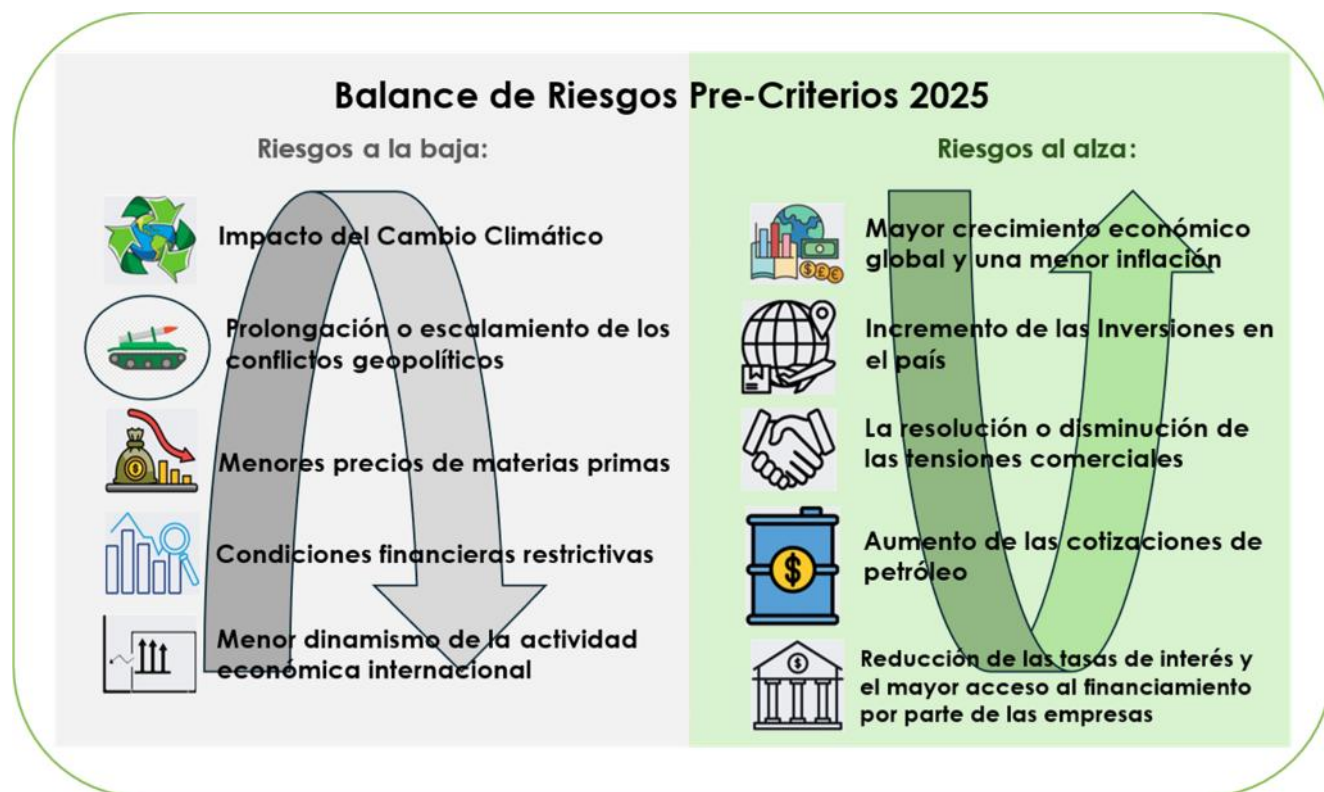 Balance de Riesgos Pre-Criterios 2025
Riesgos a la baja:
Impacto del Cambio Climático
Prolongación o escalamiento de los
conflictos geopolíticos
Menores precios de materias primas
Condiciones financieras restrictivas
Menor dinamismo de la actividad
económica internacional
Riesgos al alza:
Mayor crecimiento económico
global y una menor inflación
Incremento de las Inversiones en
el país
La resolución o disminución de
las tensiones comerciales
Aumento de las cotizaciones de
petróleo
Reducción de las tasas de interés y
el mayor acceso al financiamiento
por parte de las empresas